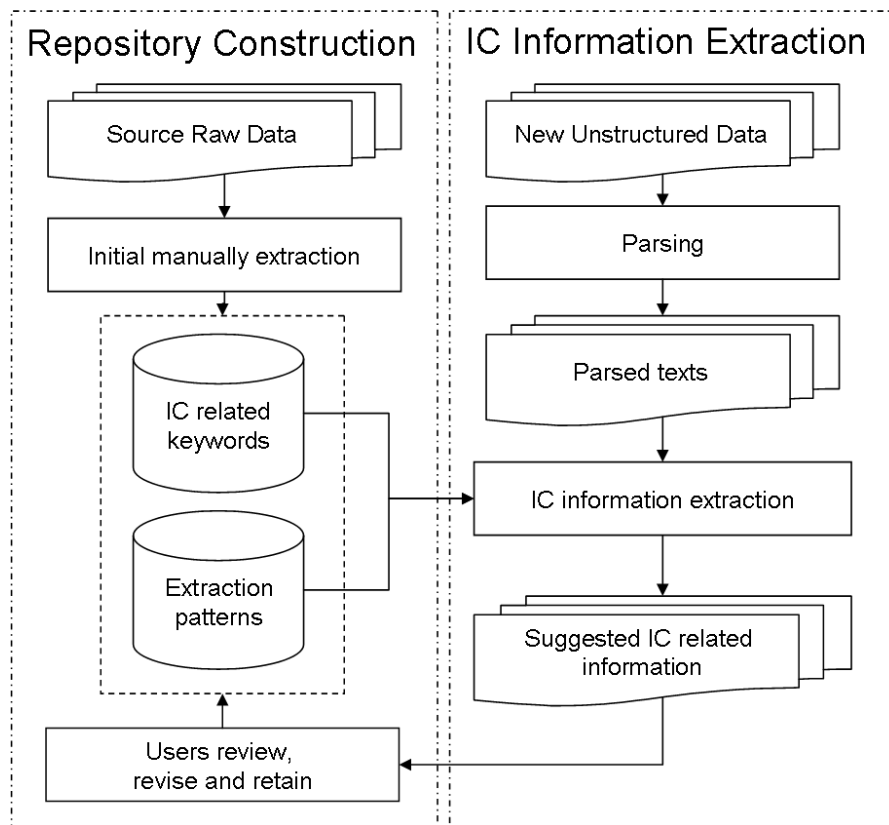 Repository Construction
Source Raw Data
Initial manually extraction
IC related
keywords
Extraction
patterns
Users review,
revise and retain
IC Information Extraction
New Unstructured Data
Parsing
Parsed texts
IC information extraction
Suggested IC related
information